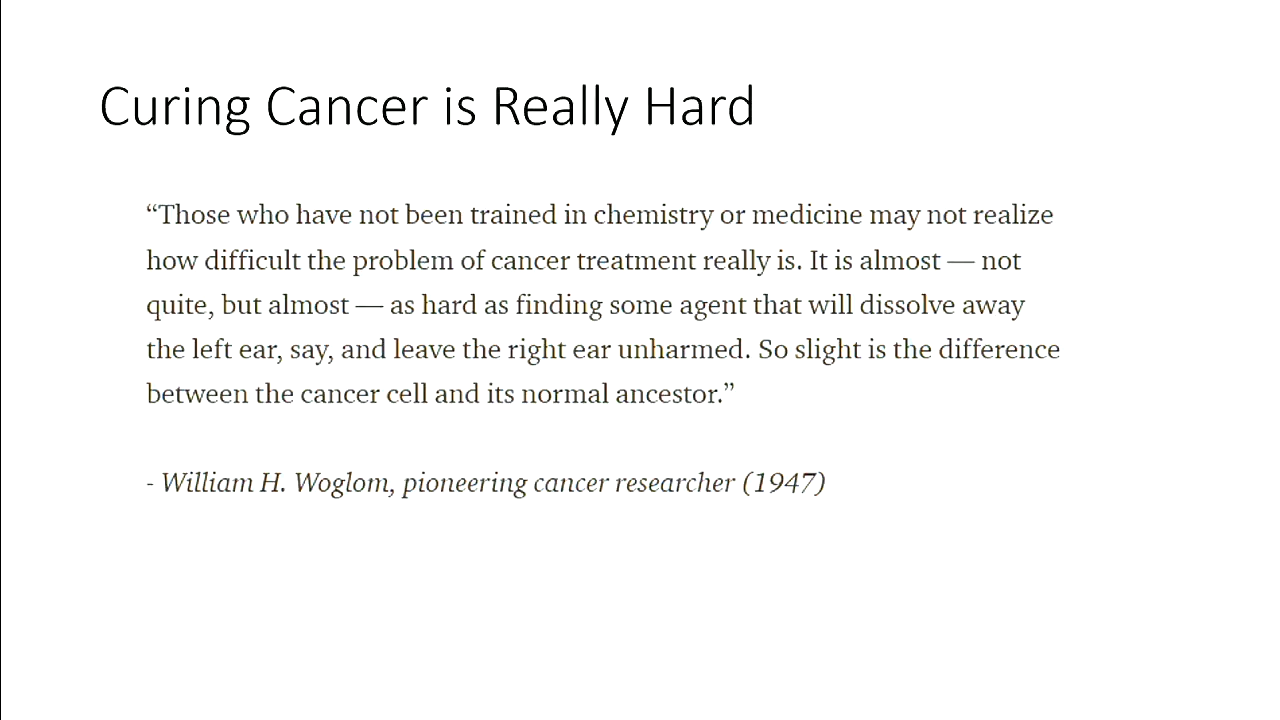 Curing Cancer is Really Hard
“Those who have not been trained in chemistry or medicine may not realize
how difficult the problem of cancer treatment really is. It is almost — not
quite, but almost — as hard as finding some agent that will dissolve away
the left ear, say, and leave the right ear unharmed. So slight is the difference
between the cancer cell and its normal ancestor.”
- William H. Woglom, pioneering cancer researcher (1947)